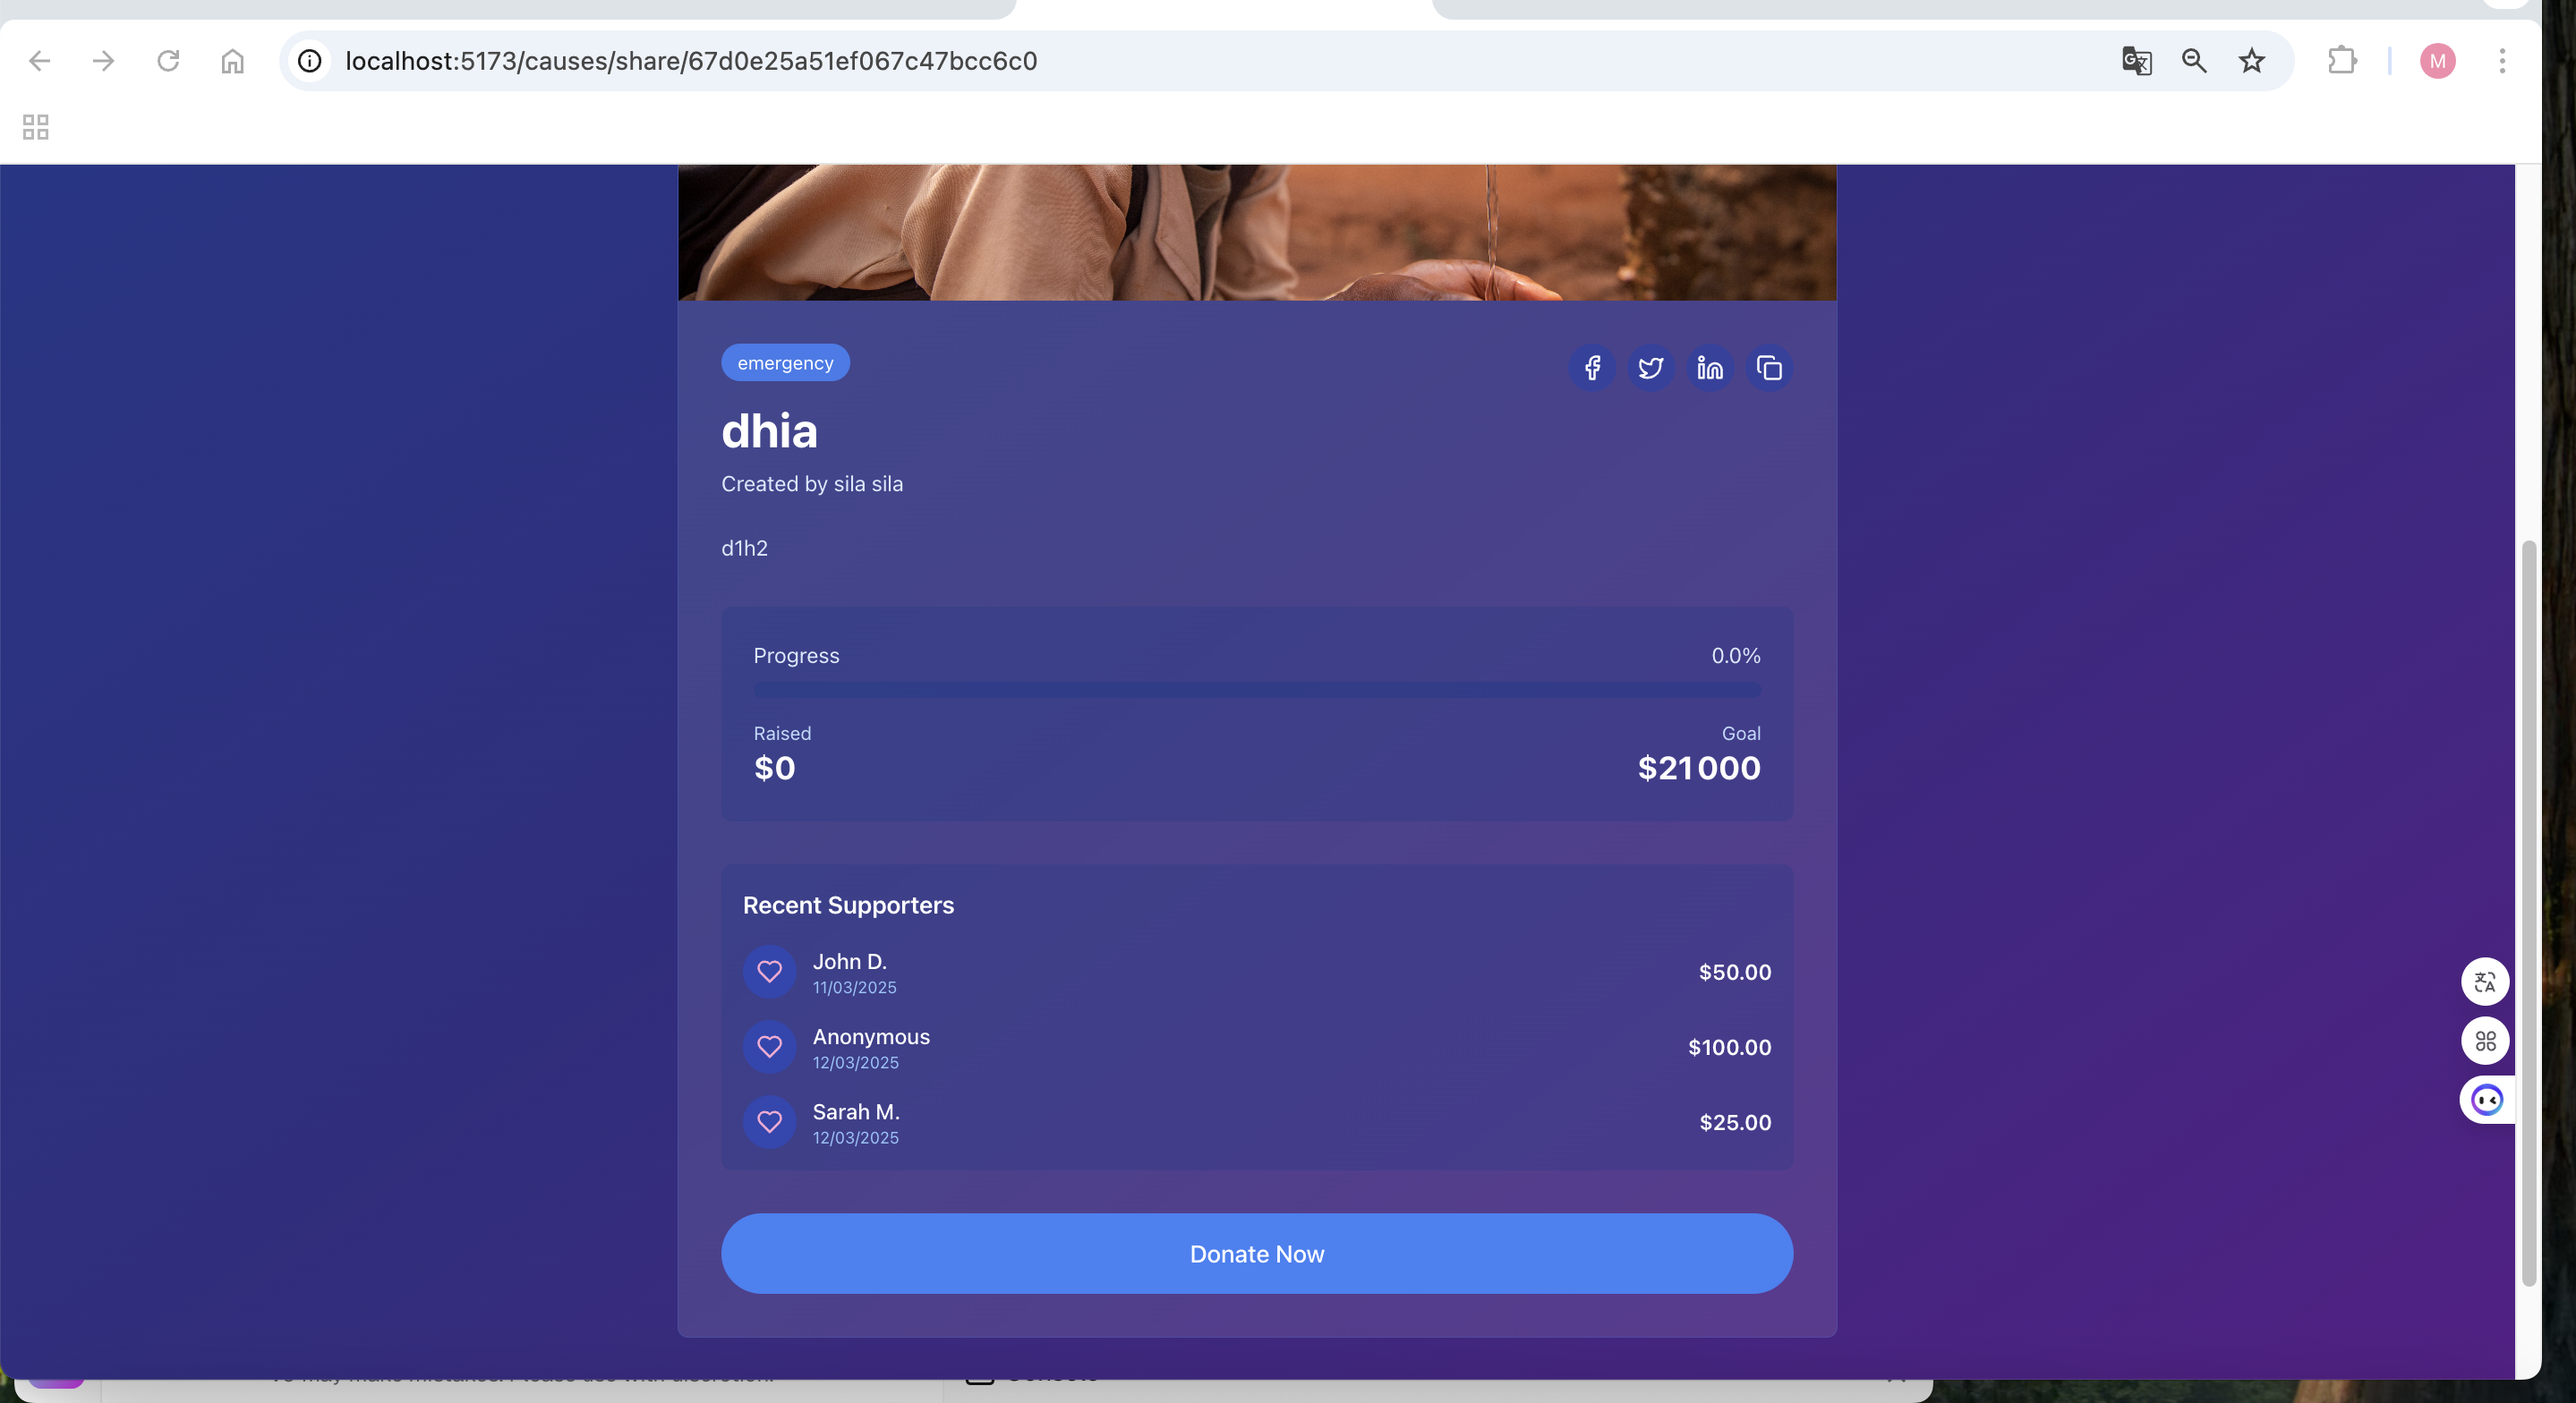 localhost:5173/causes/share/67d0e25a51ef067c47bcc6c0
M
emergency
dhia
Created by sila sila
d1h2
Progress
0.0%
Raised
Goal
$0
$21 000
Recent Supporters
John D.
11/03/2025
$50.00
Anonymous
12/03/2025
$100.00
Sarah M.
12/03/2025
$25.00
Donate Now